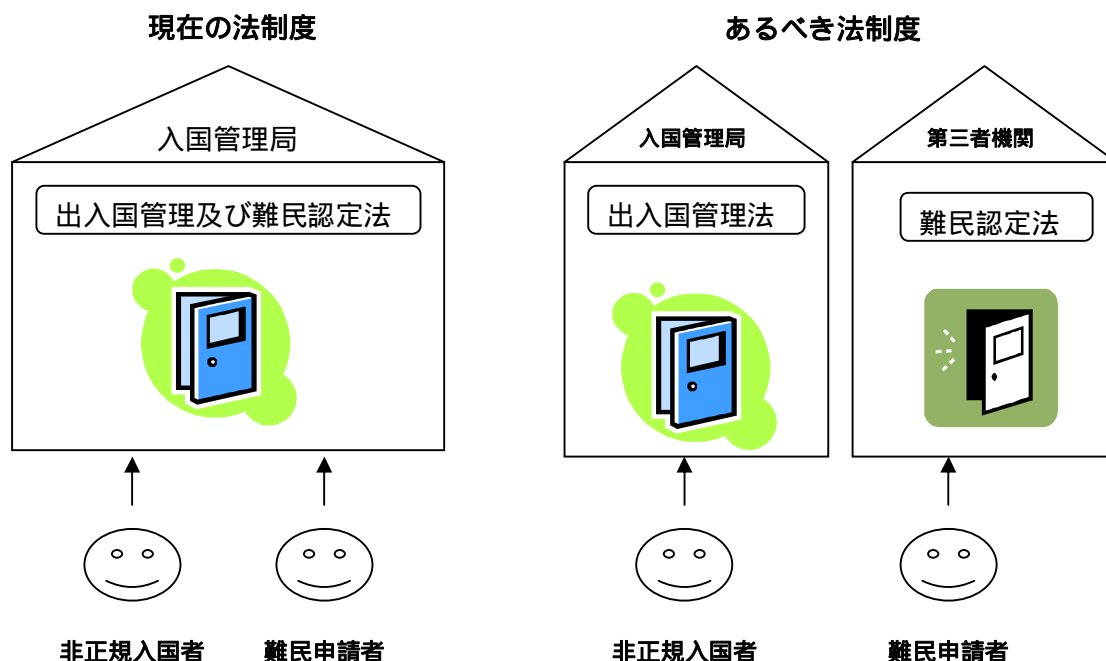 現在の法制度
あるべき法制度
入国管理局
出入国管理及び難民認定法
入国管理局
出入国管理法
第三者機関
難民認定法
非正規入国者
難民申請者
非正規入国者
難民申請者